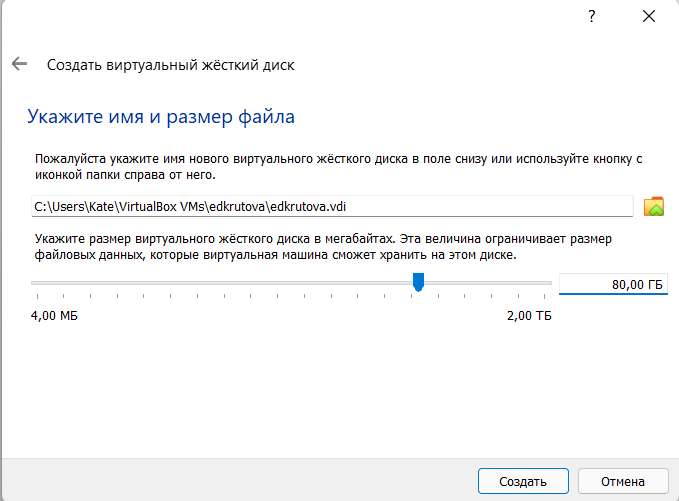 ?
Создать виртуальный жёсткий диск
Укажите имя и размер файла
Пожалуйста укажите имя нового виртуального жёсткого диска в поле снизу или используйте кнопку с
иконкой папки справа от него.
C:\Users\Kate\VirtualBox VMs\edkrutova\edkrutova.vdi
Укажите размер виртуального жёсткого диска в мегабайтах. Эта величина ограничивает размер
файловых данных, которые виртуальная машина сможет хранить на этом диске.
80,00 ГБ
4,00 МБ 2,00 ТБ
Создать Отмена